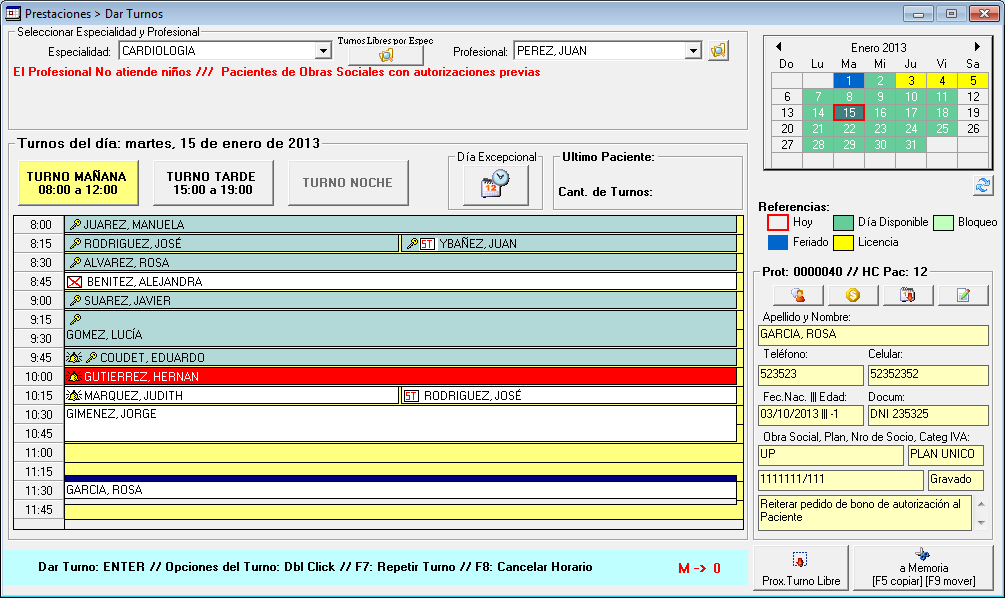 Prestaciones > Dar Turnos
Seleccionar Especialidad y Profesional
Especialidad: CARDIOLOGIA
Turnos Libres por Espec
Profesional: PEREZ, JUAN
El Profesional No atiende niños /// Pacientes de Obras Sociales con autorizaciones previas
Turnos del día: martes, 15 de enero de 2013
TURNO MAÑANA
08:00 a 12:00
TURNO TARDE
15:00 a 19:00
TURNO NOCHE
Día Excepcional
12
Ultimo Paciente:
Cant. de Turnos:
8:00 JUAREZ, MANUELA
8:15 RODRIGUEZ, JOSÉ ST YBAÑEZ, JUAN
8:30 ALVAREZ, ROSA
8:45 BENITEZ, ALEJANDRA
9:00 SUAREZ, JAVIER
9:15
9:30 GOMEZ, LUCÍA
9:45 COUDET, EDUARDO
10:00 GUTIERREZ, HERNAN
10:15 MARQUEZ, JUDITH ST RODRIGUEZ, JOSÉ
10:30 GIMENEZ, JORGE
10:45
11:00
11:15
11:30 GARCIA, ROSA
11:45
Dar Turno: ENTER // Opciones del Turno: Dbl Click // F7: Repetir Turno // F8: Cancelar Horario
M -> 0
Enero 2013
Do Lu Ma Mi Ju Vi Sa
1 2 3 4 5
6 7 8 9 10 11 12
13 14 15 16 17 18 19
20 21 22 23 24 25 26
27 28 29 30 31
Referencias:
Hoy Día Disponible Bloqueo
Feriado Licencia
Prot: 0000040 // HC Pac: 12
Apellido y Nombre:
GARCIA, ROSA
Teléfono: Celular:
523523 52352352
Fec.Nac. ||| Edad: Docum:
03/10/2013 ||| -1 DNI 235325
Obra Social, Plan, Nro de Socio, Categ IVA:
UP PLAN UNICO
1111111/111 Gravado
Reiterar pedido de bono de autorización al
Paciente
Prox.Turno Libre
a Memoria
[F5 copiar] [F9 mover]